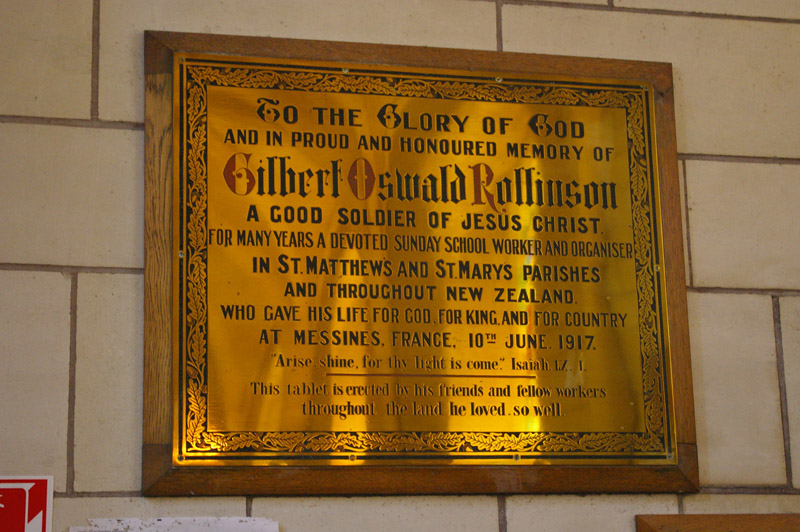 TO THE GLORY OF GOD
AND IN PROUD AND HONOURED MEMORY OF
Gilbert Oswald Rollinson
A GOOD SOLDIER OF JESUS CHRIST,
FOR MANY YEARS A DEVOTED SUNDAY SCHOOL WORKER AND ORGANISER
IN ST. MATTHEWS AND ST. MARYS PARISHES
AND THROUGHOUT NEW ZEALAND.
WHO GAVE HIS LIFE FOR GOD, FOR KING, AND FOR COUNTRY
AT MESSINES, FRANCE, 10TH JUNE. 1917.
"Arise shine, for thy light is come." Isaiah. LX. I.
This tablet is erected by his friends and fellow workers
throughout the land he loved so well.